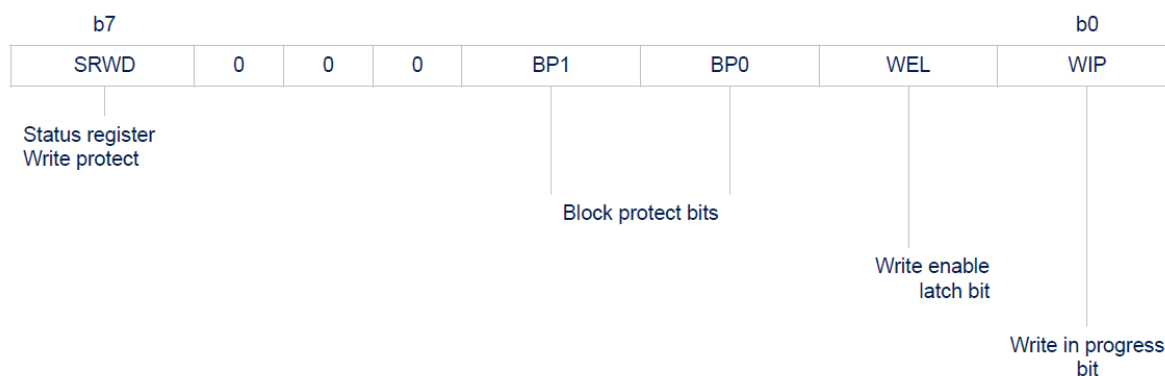 b7 b0
SRWD 0 0 0 BP1 BP0 WEL WIP
Status register
Write protect
Block protect bits
Write enable
latch bit
Write in progress
bit